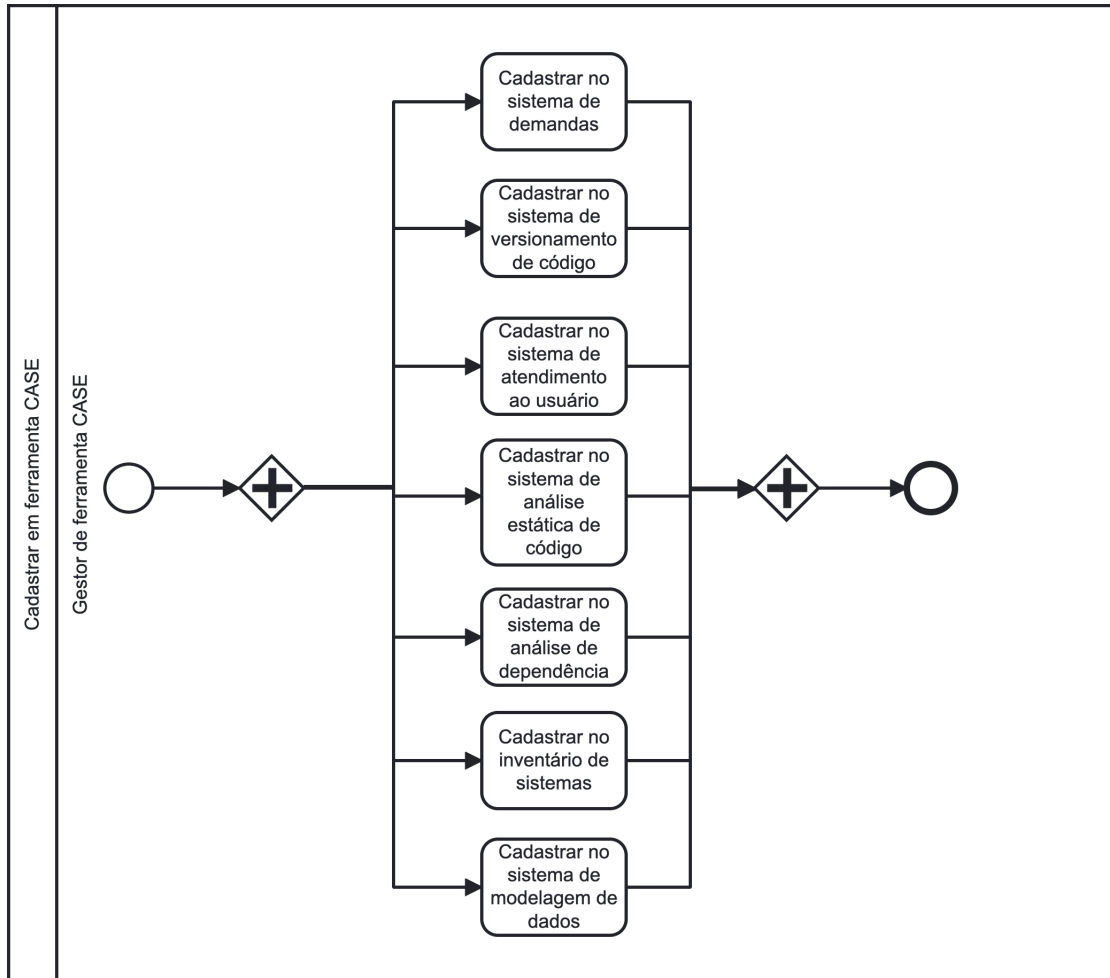 Cadastrar em ferramenta CASE
Gestor de ferramenta CASE
Cadastrar no
sistema de
demandas
Cadastrar no
sistema de
versionamento
de código
Cadastrar no
sistema de
atendimento
ao usuário
Cadastrar no
sistema de
análise
estática de
código
Cadastrar no
sistema de
análise de
dependência
Cadastrar no
inventário de
sistemas
Cadastrar no
sistema de
modelagem de
dados